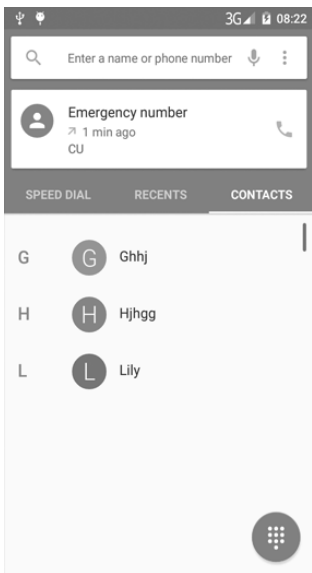 3G 08:22
Enter a name or phone number
Emergency number
1 min ago
CU
SPEED DIAL RECENTS CONTACTS
G G Ghhj
H H Hjhgg
L L Lily